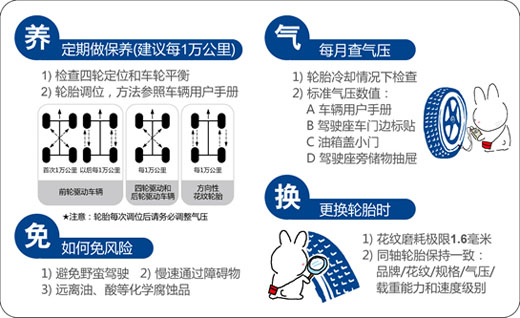 养
定期做保养(建议每1万公里)
1) 检查四轮定位和车轮平衡
2) 轮胎调位，方法参照车辆用户手册
首次1万公里 以后每1万公里
每1万公里
每1万公里
前轮驱动车辆
四轮驱动和
后轮驱动车辆
方向性
花纹轮胎
★注意：轮胎每次调位后请务必调整气压
免
如何免风险
1) 避免野蛮驾驶 2) 慢速通过障碍物
3) 远离油、酸等化学腐蚀品
气
每月查气压
1) 轮胎冷却情况下检查
2) 标准气压数值：
A 车辆用户手册
B 驾驶座车门边标贴
C 油箱盖小门
D 驾驶座旁储物抽屉
换
更换轮胎时
1) 花纹磨耗极限1.6毫米
2) 同轴轮胎保持一致：
品牌/花纹/规格/气压/
载重能力和速度级别